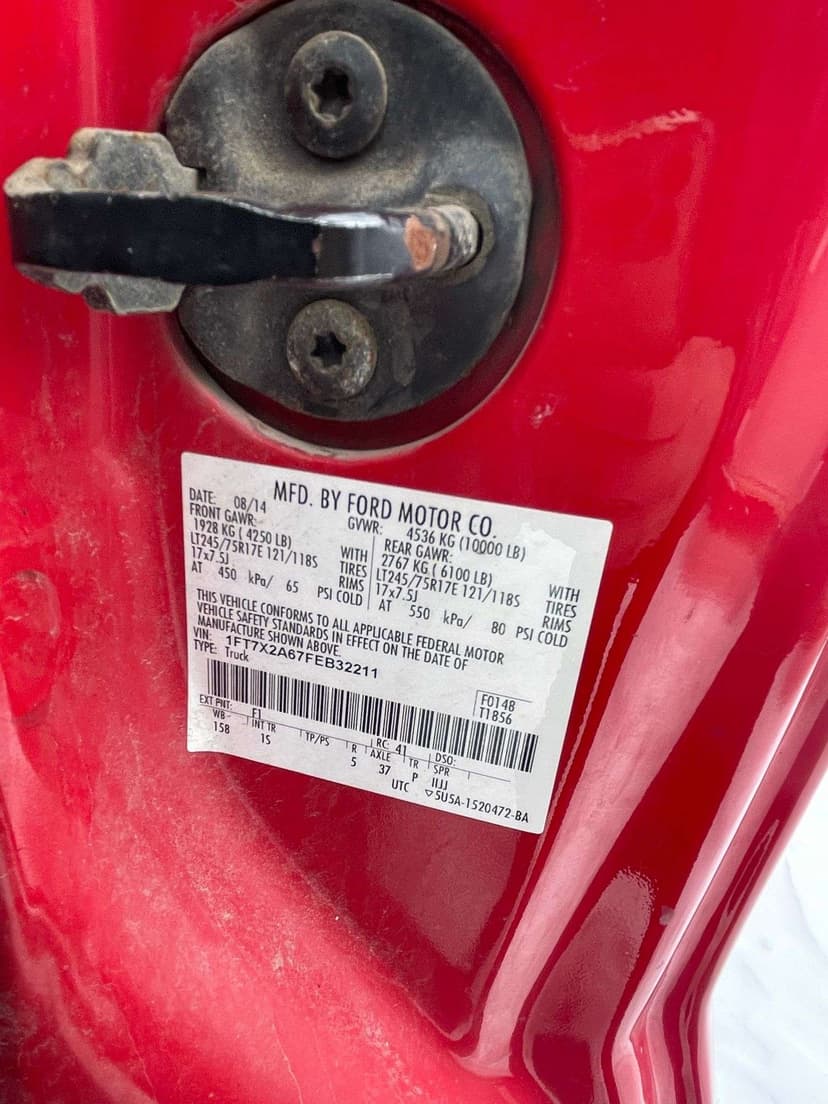 MFD. BY FORD MOTOR CO.
DATE: 08/14
GVWR: 4536 KG (10000 LB)
FRONT GAWR:
1928 KG ( 4250 LB)
LT245/75R17E 121/118S
17x7.5J
WITH
TIRES
RIMS
AT 450 kPa/ 65 PSI COLD
REAR GAWR:
2767 KG ( 6100 LB)
LT245/75R17E 121/118S
17x7.5J
WITH
TIRES
RIMS
AT 550 kPa/ 80 PSI COLD
THIS VEHICLE CONFORMS TO ALL APPLICABLE FEDERAL MOTOR
VEHICLE SAFETY STANDARDS IN EFFECT ON THE DATE OF
MANUFACTURE SHOWN ABOVE.
VIN: 1FT7X2A67FEB32211
TYPE: Truck
F0148
T1856
EXT PNT: F1 RC: 41 DSO:
WB INT TR TP/PS R AXLE TR SPR
158 1S 5 37 P IIJJ
UTC ▽5U5A-1520472-BA